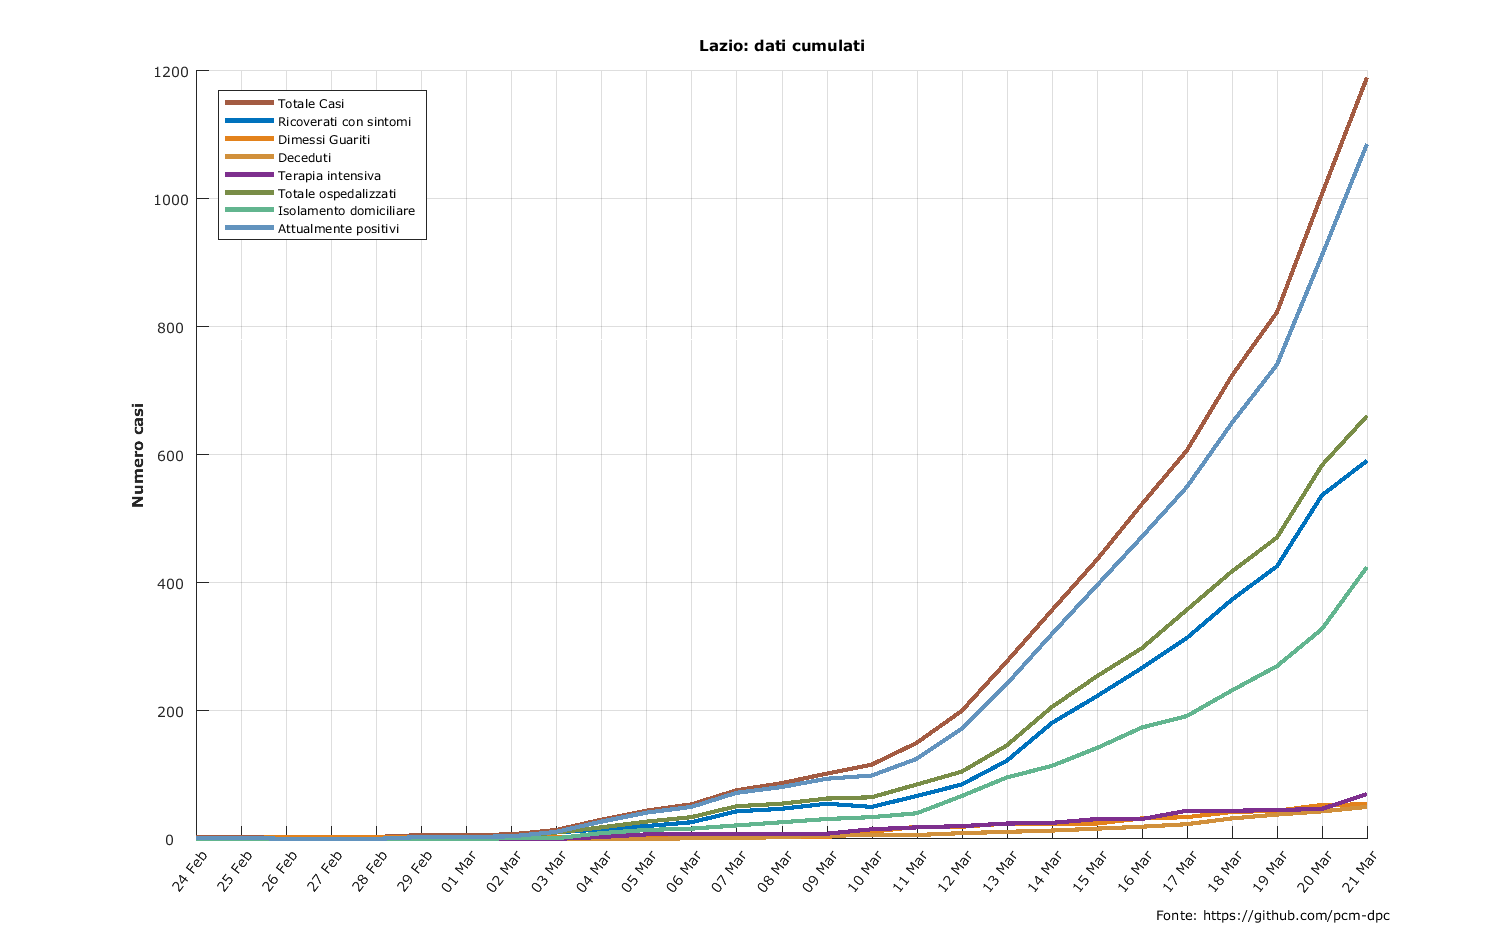 Lazio: dati cumulati
1200
1000
800
600
400
200
0
Numero casi
Totale Casi
Ricoverati con sintomi
Dimessi Guariti
Deceduti
Terapia intensiva
Totale ospedalizzati
Isolamento domiciliare
Attualmente positivi
24 Feb
25 Feb
26 Feb
27 Feb
28 Feb
29 Feb
01 Mar
02 Mar
03 Mar
04 Mar
05 Mar
06 Mar
07 Mar
08 Mar
09 Mar
10 Mar
11 Mar
12 Mar
13 Mar
14 Mar
15 Mar
16 Mar
17 Mar
18 Mar
19 Mar
20 Mar
21 Mar
Fonte: https://github.com/pcm-dpc